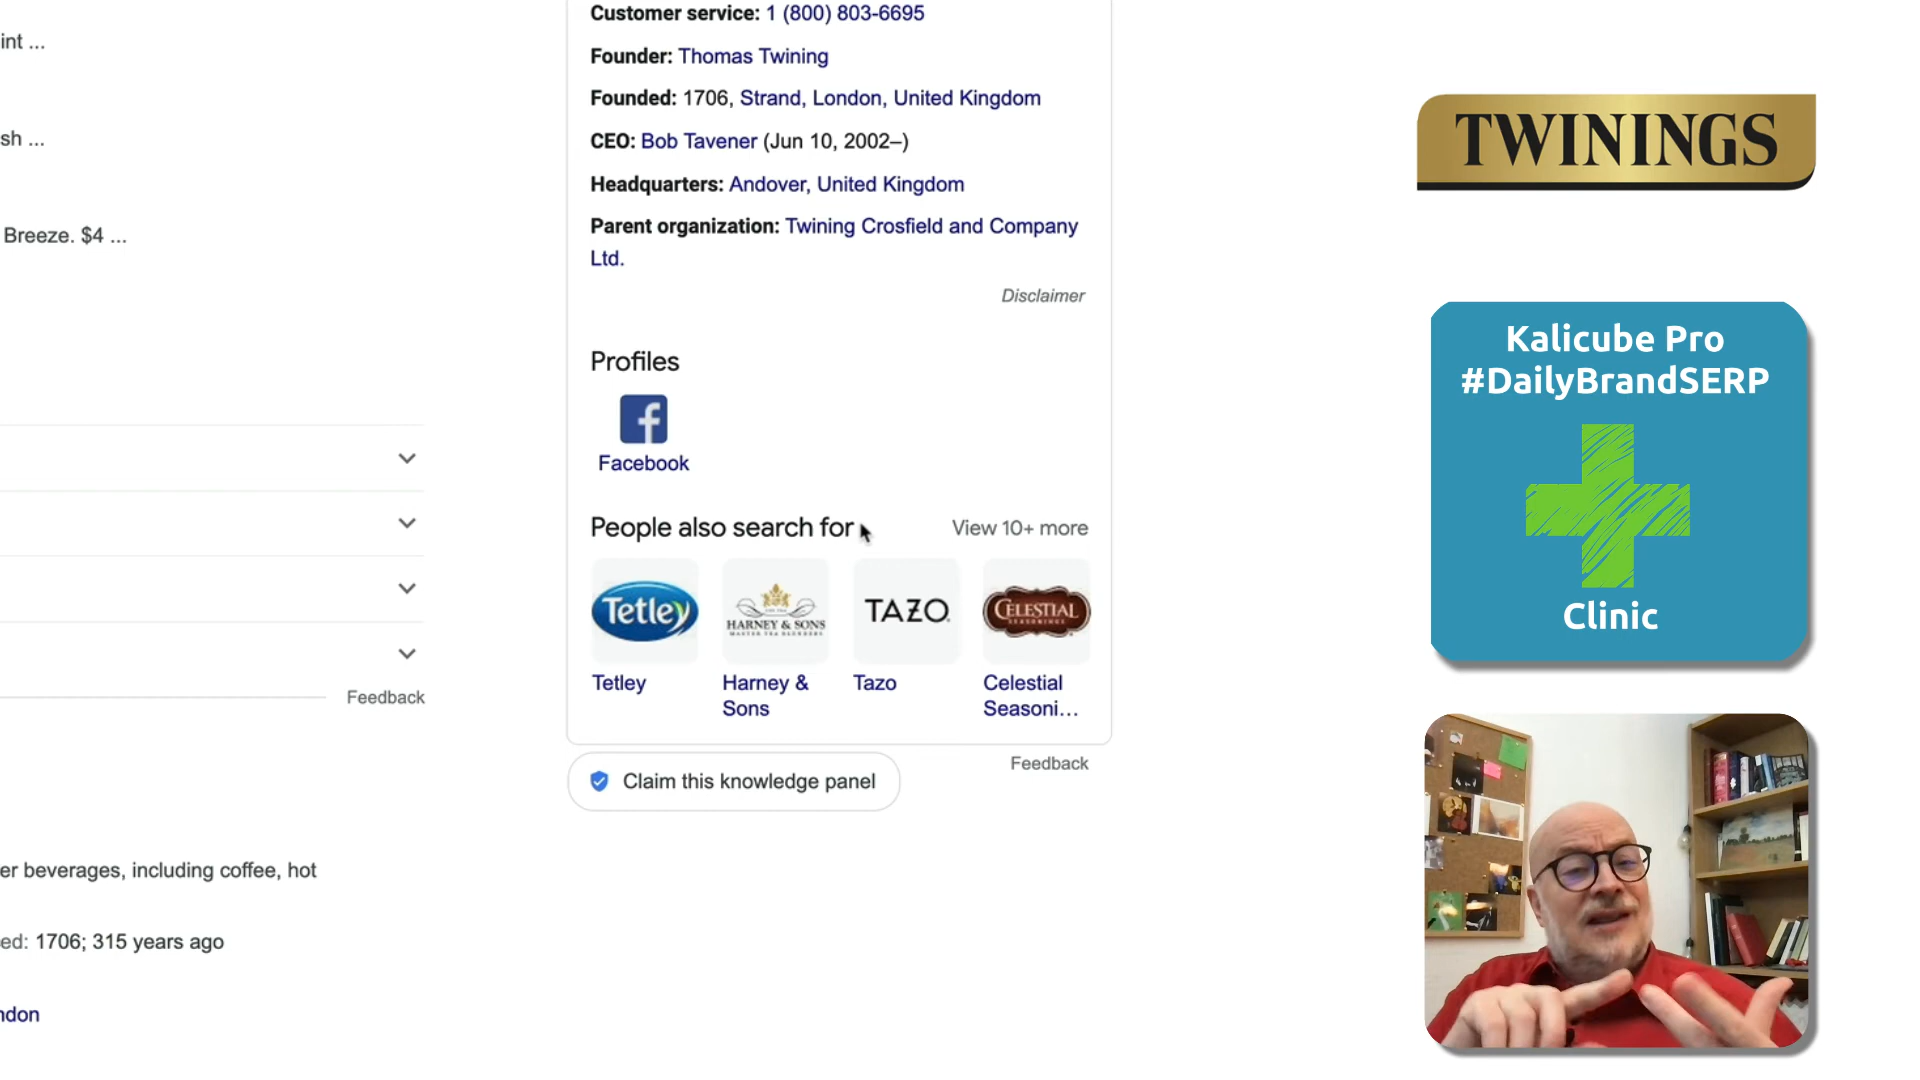 int ...
sh ...
Breeze. $4 ...
Feedback
er beverages, including coffee, hot
ed: 1706; 315 years ago
ndon
Customer service: 1 (800) 803-6695
Founder: Thomas Twining
Founded: 1706, Strand, London, United Kingdom
CEO: Bob Tavener (Jun 10, 2002–)
Headquarters: Andover, United Kingdom
Parent organization: Twining Crosfield and Company
Ltd.
Disclaimer
Profiles
Facebook
People also search for
View 10+ more
Tetley
HARNEY & SONS
MASTER TEA BLENDERS
TAZO
CELESTIAL
SEASONINGS
Tetley
Harney &
Sons
Tazo
Celestial
Seasoni...
Claim this knowledge panel
Feedback
TWININGS
Kalicube Pro
#DailyBrandSERP
Clinic